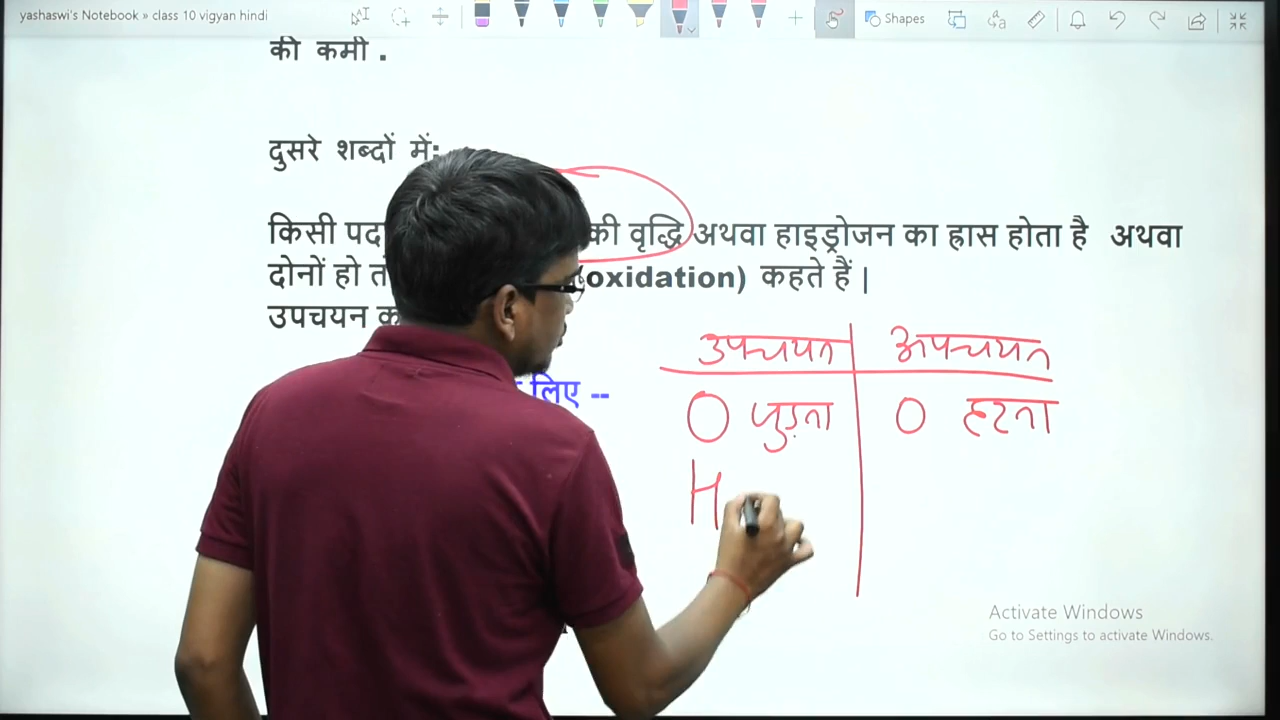 yashaswi's Notebook » class 10 vigyan hindi
Shapes
की कमी .
दुसरे शब्दों में:
किसी की वृद्धि अथवा हाइड्रोजन का ह्रास होता है अथवा
दोनों हो (oxidation) कहते हैं |
उपचयन
लिए --
उपचयन अपचयन
O जुड़ता O हटता
H
Activate Windows
Go to Settings to activate Windows.